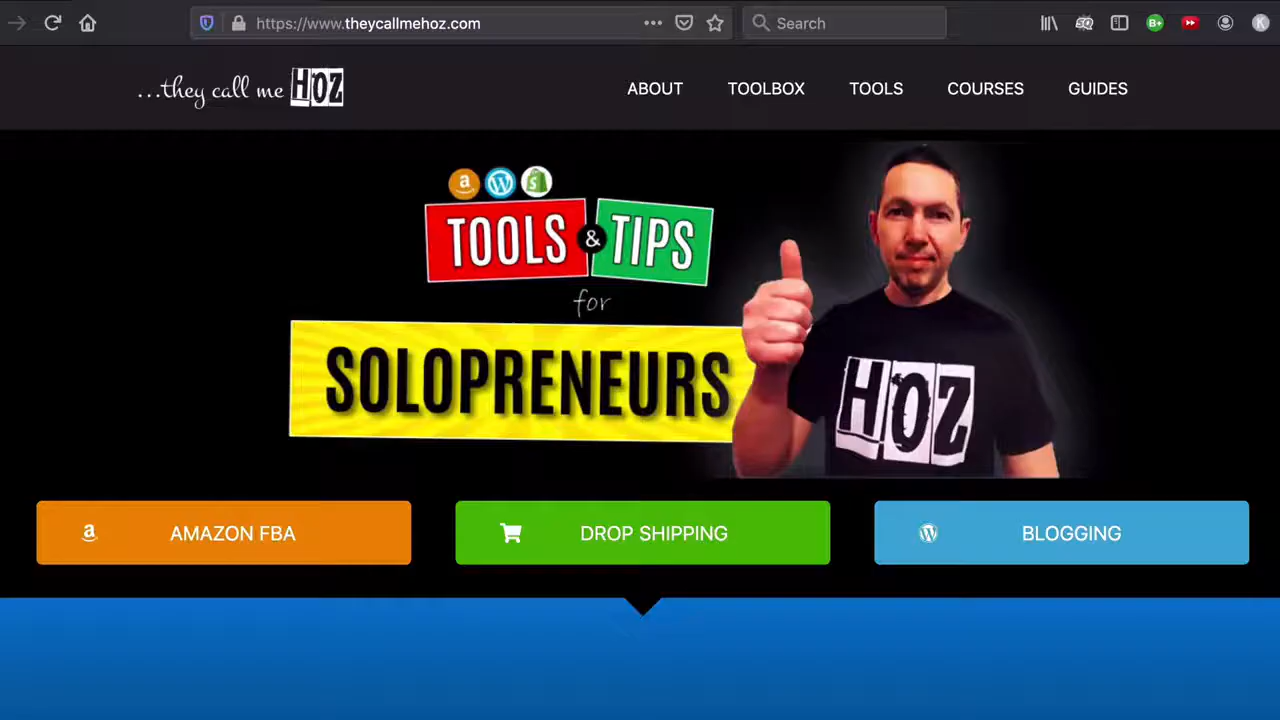 https://www.theycallmehoz.com
Search
...they call me HOZ
ABOUT TOOLBOX TOOLS COURSES GUIDES
TOOLS & TIPS
for
SOLOPRENEURS
HOZ
AMAZON FBA
DROP SHIPPING
BLOGGING